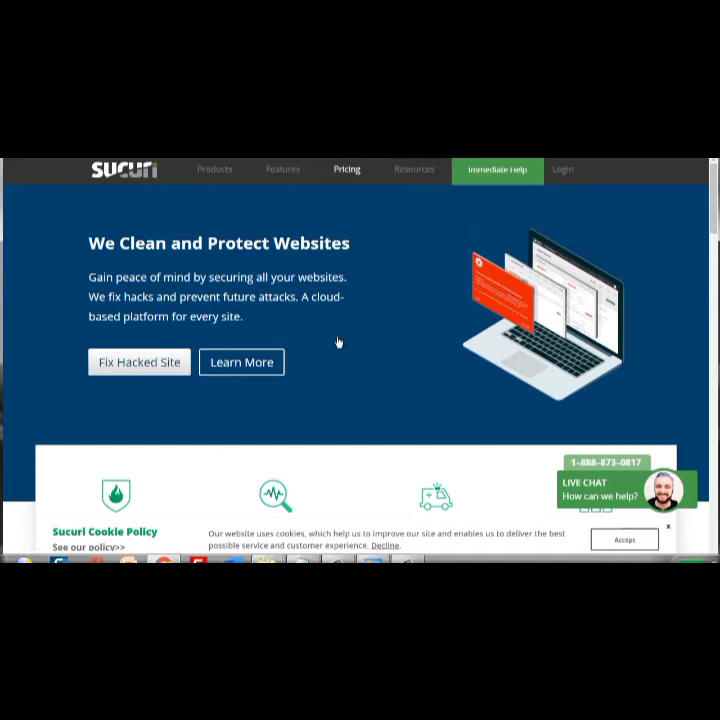 sucuri
Products Features Pricing Resources Immediate Help Login
We Clean and Protect Websites
Gain peace of mind by securing all your websites.
We fix hacks and prevent future attacks. A cloud-
based platform for every site.
Fix Hacked Site Learn More
1-888-873-0817
LIVE CHAT
How can we help?
x
Sucuri Cookie Policy
See our policy>>
Our website uses cookies, which help us to improve our site and enables us to deliver the best
possible service and customer experience. Decline.
Accept